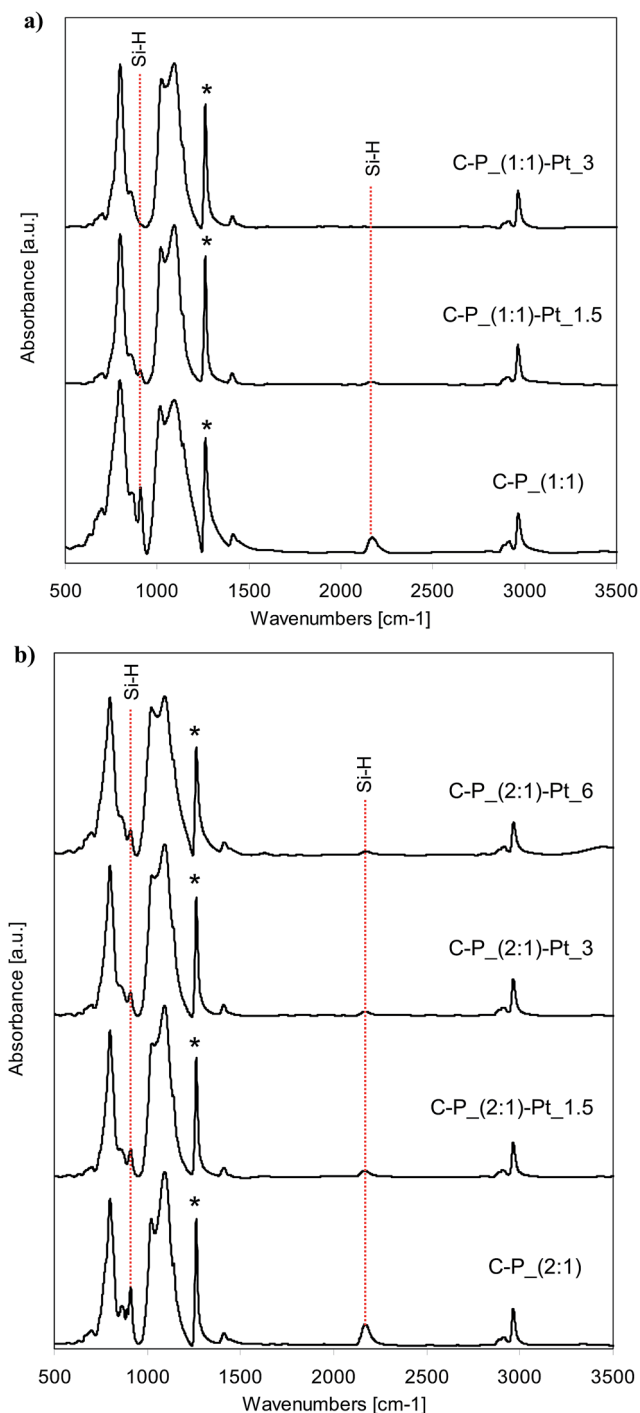 a)
Si-H
*
Si-H
C-P_(1:1)-Pt_3
*
C-P_(1:1)-Pt_1.5
*
C-P_(1:1)
Absorbance [a.u.]
500 1000 1500 2000 2500 3000 3500
Wavenumbers [cm-1]
b)
Si-H
*
Si-H
C-P_(2:1)-Pt_6
*
C-P_(2:1)-Pt_3
*
C-P_(2:1)-Pt_1.5
*
C-P_(2:1)
Absorbance [a.u.]
500 1000 1500 2000 2500 3000 3500
Wavenumbers [cm-1]